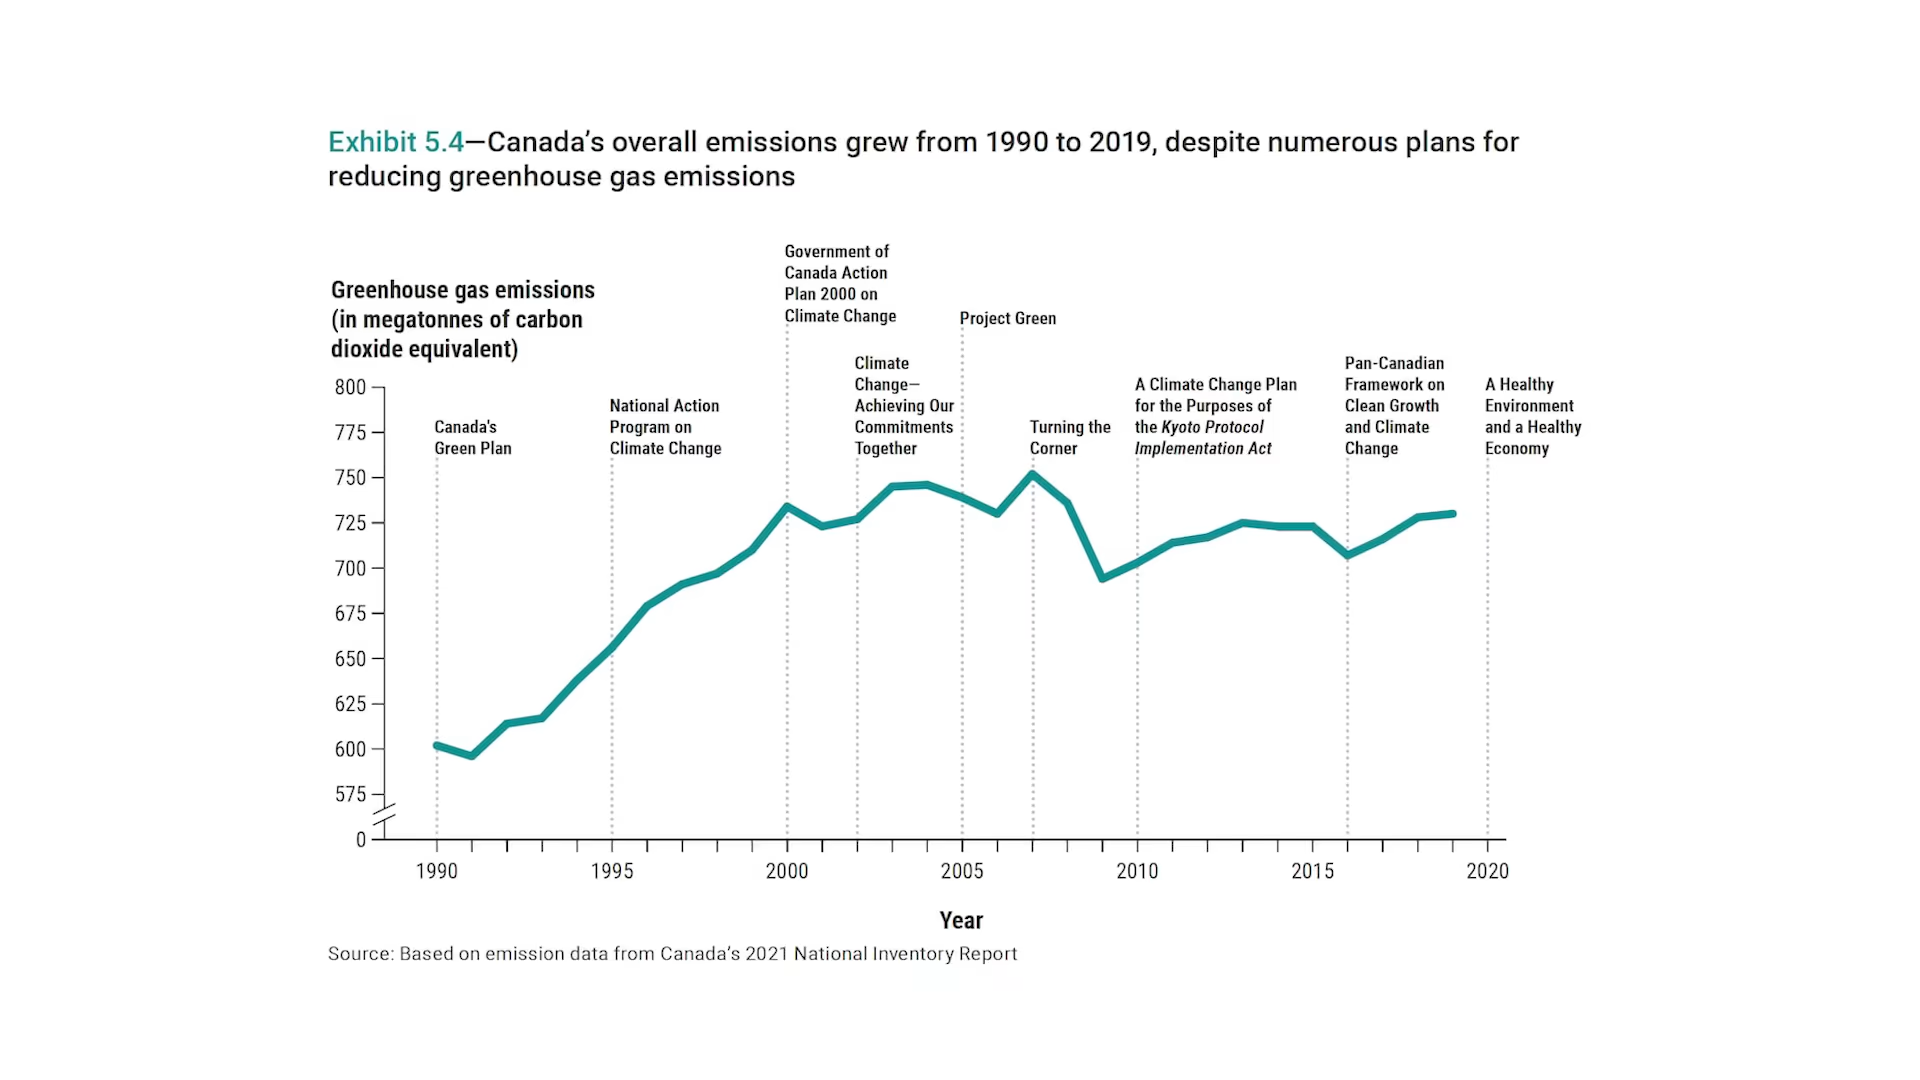 Exhibit 5.4—Canada’s overall emissions grew from 1990 to 2019, despite numerous plans for
reducing greenhouse gas emissions
Greenhouse gas emissions
(in megatonnes of carbon
dioxide equivalent)
800
775
750
725
700
675
650
625
600
575
0
Canada's
Green Plan
National Action
Program on
Climate Change
Government of
Canada Action
Plan 2000 on
Climate Change
Climate
Change—
Achieving Our
Commitments
Together
Project Green
Turning the
Corner
A Climate Change Plan
for the Purposes of
the Kyoto Protocol
Implementation Act
Pan-Canadian
Framework on
Clean Growth
and Climate
Change
A Healthy
Environment
and a Healthy
Economy
1990
1995
2000
2005
2010
2015
2020
Year
Source: Based on emission data from Canada’s 2021 National Inventory Report